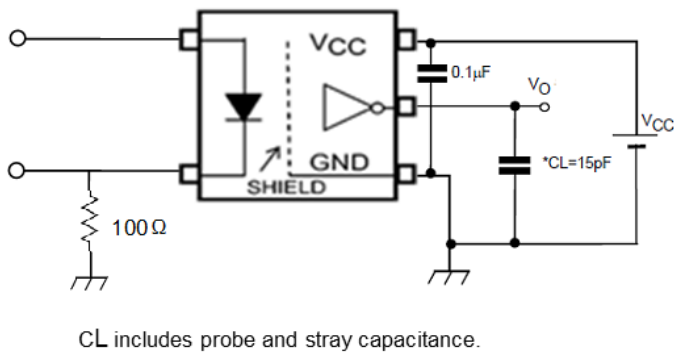 VCC
0.1μF
VO
VCC
*CL=15pF
GND
SHIELD
100Ω
CL includes probe and stray capacitance.